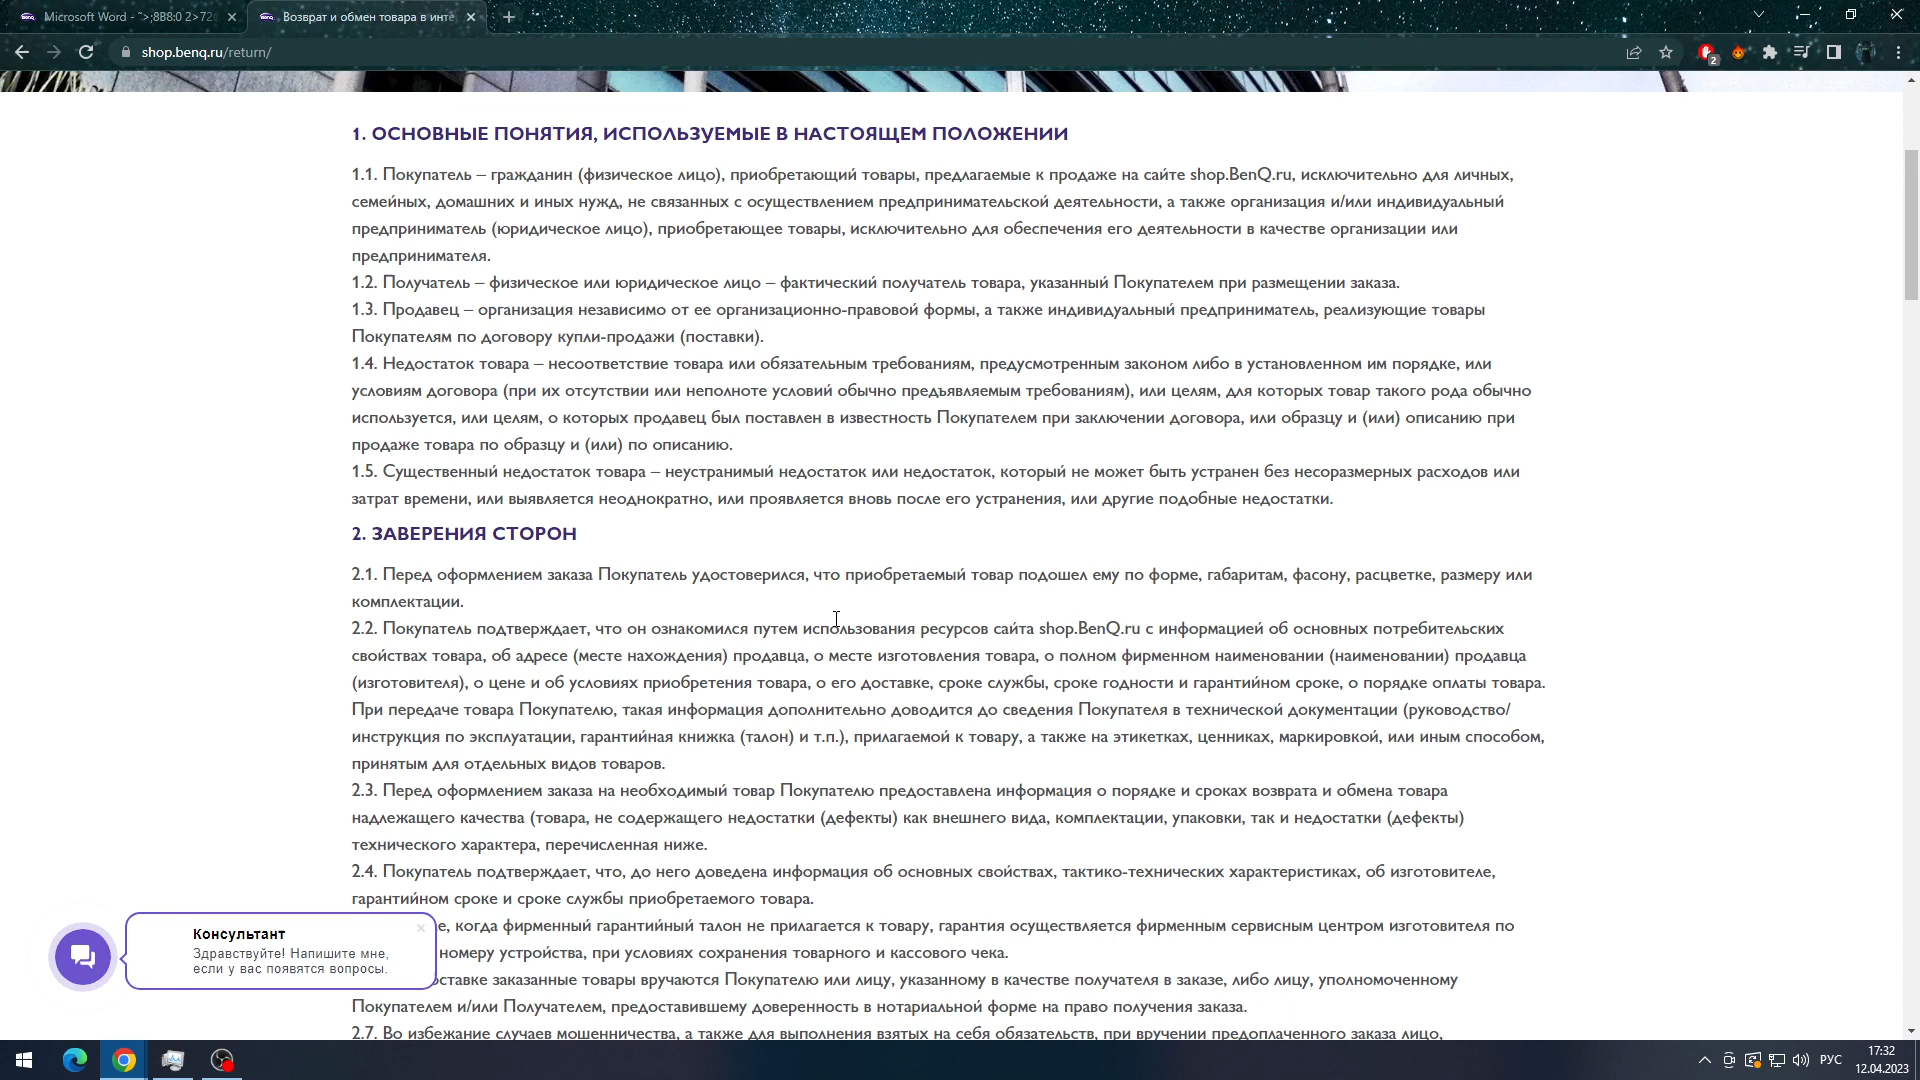 Microsoft Word - ~>;8B8:0 2>72
Возврат и обмен товара в инте
shop.benq.ru/return/
2
1. ОСНОВНЫЕ ПОНЯТИЯ, ИСПОЛЬЗУЕМЫЕ В НАСТОЯЩЕМ ПОЛОЖЕНИИ
1.1. Покупатель – гражданин (физическое лицо), приобретающий товары, предлагаемые к продаже на сайте shop.BenQ.ru, исключительно для личных,
семейных, домашних и иных нужд, не связанных с осуществлением предпринимательской деятельности, а также организация и/или индивидуальный
предприниматель (юридическое лицо), приобретающее товары, исключительно для обеспечения его деятельности в качестве организации или
предпринимателя.
1.2. Получатель – физическое или юридическое лицо – фактический получатель товара, указанный Покупателем при размещении заказа.
1.3. Продавец – организация независимо от ее организационно-правовой формы, а также индивидуальный предприниматель, реализующие товары
Покупателям по договору купли-продажи (поставки).
1.4. Недостаток товара – несоответствие товара или обязательным требованиям, предусмотренным законом либо в установленном им порядке, или
условиям договора (при их отсутствии или неполноте условий обычно предъявляемым требованиям), или целям, для которых товар такого рода обычно
используется, или целям, о которых продавец был поставлен в известность Покупателем при заключении договора, или образцу и (или) описанию при
продаже товара по образцу и (или) по описанию.
1.5. Существенный недостаток товара – неустранимый недостаток или недостаток, который не может быть устранен без несоразмерных расходов или
затрат времени, или выявляется неоднократно, или проявляется вновь после его устранения, или другие подобные недостатки.
2. ЗАВЕРЕНИЯ СТОРОН
2.1. Перед оформлением заказа Покупатель удостоверился, что приобретаемый товар подошел ему по форме, габаритам, фасону, расцветке, размеру или
комплектации.
2.2. Покупатель подтверждает, что он ознакомился путем использования ресурсов сайта shop.BenQ.ru с информацией об основных потребительских
свойствах товара, об адресе (месте нахождения) продавца, о месте изготовления товара, о полном фирменном наименовании (наименовании) продавца
(изготовителя), о цене и об условиях приобретения товара, о его доставке, сроке службы, сроке годности и гарантийном сроке, о порядке оплаты товара.
При передаче товара Покупателю, такая информация дополнительно доводится до сведения Покупателя в технической документации (руководство/
инструкция по эксплуатации, гарантийная книжка (талон) и т.п.), прилагаемой к товару, а также на этикетках, ценниках, маркировкой, или иным способом,
принятым для отдельных видов товаров.
2.3. Перед оформлением заказа на необходимый товар Покупателю предоставлена информация о порядке и сроках возврата и обмена товара
надлежащего качества (товара, не содержащего недостатки (дефекты) как внешнего вида, комплектации, упаковки, так и недостатки (дефекты)
технического характера, перечисленная ниже.
2.4. Покупатель подтверждает, что, до него доведена информация об основных свойствах, тактико-технических характеристиках, об изготовителе,
гарантийном сроке и сроке службы приобретаемого товара.
е, когда фирменный гарантийный талон не прилагается к товару, гарантия осуществляется фирменным сервисным центром изготовителя по
номеру устройства, при условиях сохранения товарного и кассового чека.
оставке заказанные товары вручаются Покупателю или лицу, указанному в качестве получателя в заказе, либо лицу, уполномоченному
Покупателем и/или Получателем, предоставившему доверенность в нотариальной форме на право получения заказа.
2.7. Во избежание случаев мошенничества, а также для выполнения взятых на себя обязательств, при вручении предоплаченного заказа лицо,
Консультант
Здравствуйте! Напишите мне,
если у вас появятся вопросы.
РУС
17:32
12.04.2023